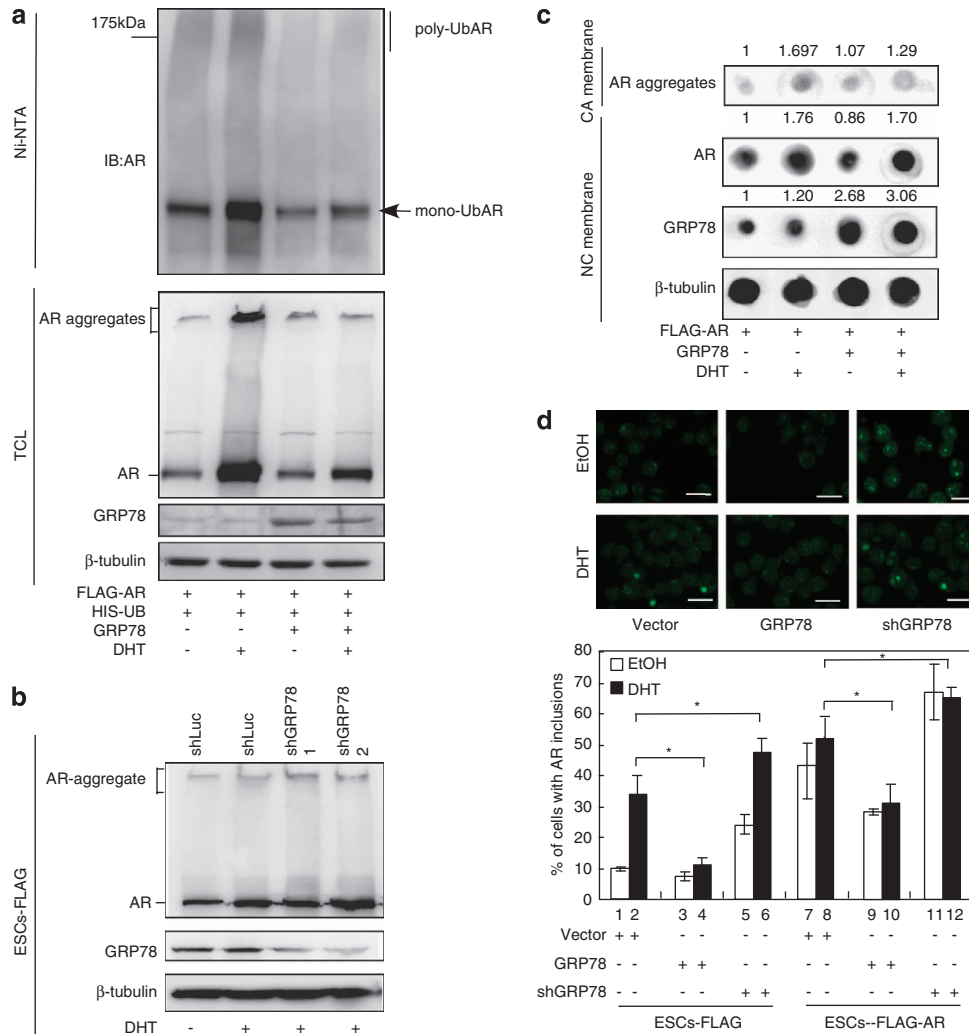 a
Ni-NTA
175kDa
poly-UbAR
IB:AR
mono-UbAR
TCL
AR aggregates
AR
GRP78
β-tubulin
FLAG-AR + + + +
HIS-UB + + + +
GRP78 - - + +
DHT - + - +
b
ESCs-FLAG
shLuc shLuc shGRP78 1 shGRP78 2
AR-aggregate
AR
GRP78
β-tubulin
DHT - + + +
c
CA membrane
1 1.697 1.07 1.29
AR aggregates
NC membrane
1 1.76 0.86 1.70
AR
1 1.20 2.68 3.06
GRP78
β-tubulin
FLAG-AR + + + +
GRP78 - - + +
DHT - + - +
d
EtOH
DHT
Vector GRP78 shGRP78
% of cells with AR inclusions
80
70
60
50
40
30
20
10
0
EtOH
DHT
* * * *
1 2 3 4 5 6 7 8 9 10 11 12
Vector + + - - - - + + - - - -
GRP78 - - + + - - - - + + - -
shGRP78 - - - - + + - - - - + +
ESCs-FLAG ESCs--FLAG-AR